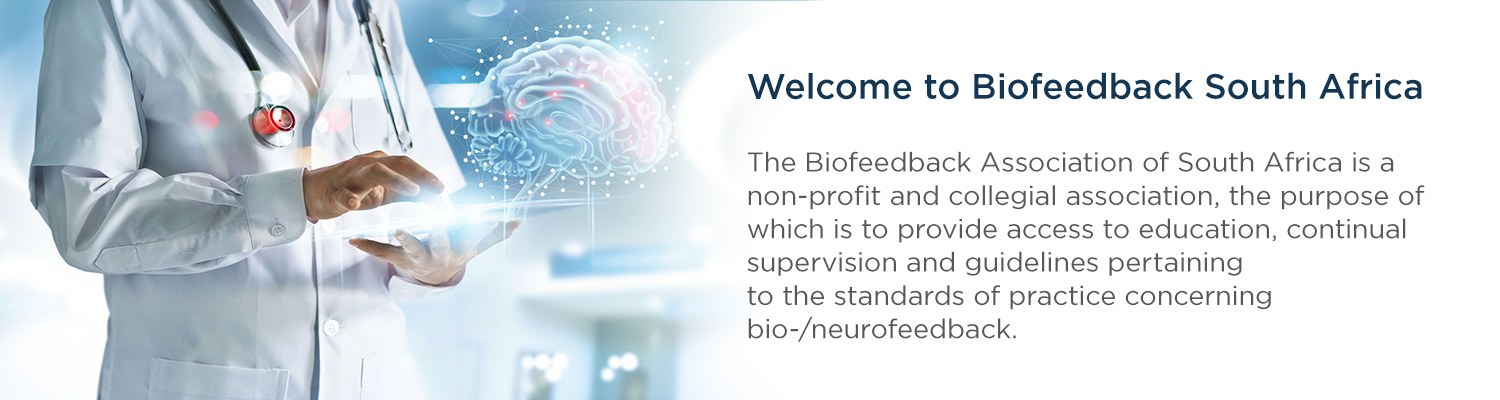 Welcome to Biofeedback South Africa
The Biofeedback Association of South Africa is a
non-profit and collegial association, the purpose of
which is to provide access to education, continual
supervision and guidelines pertaining
to the standards of practice concerning
bio-/neurofeedback.